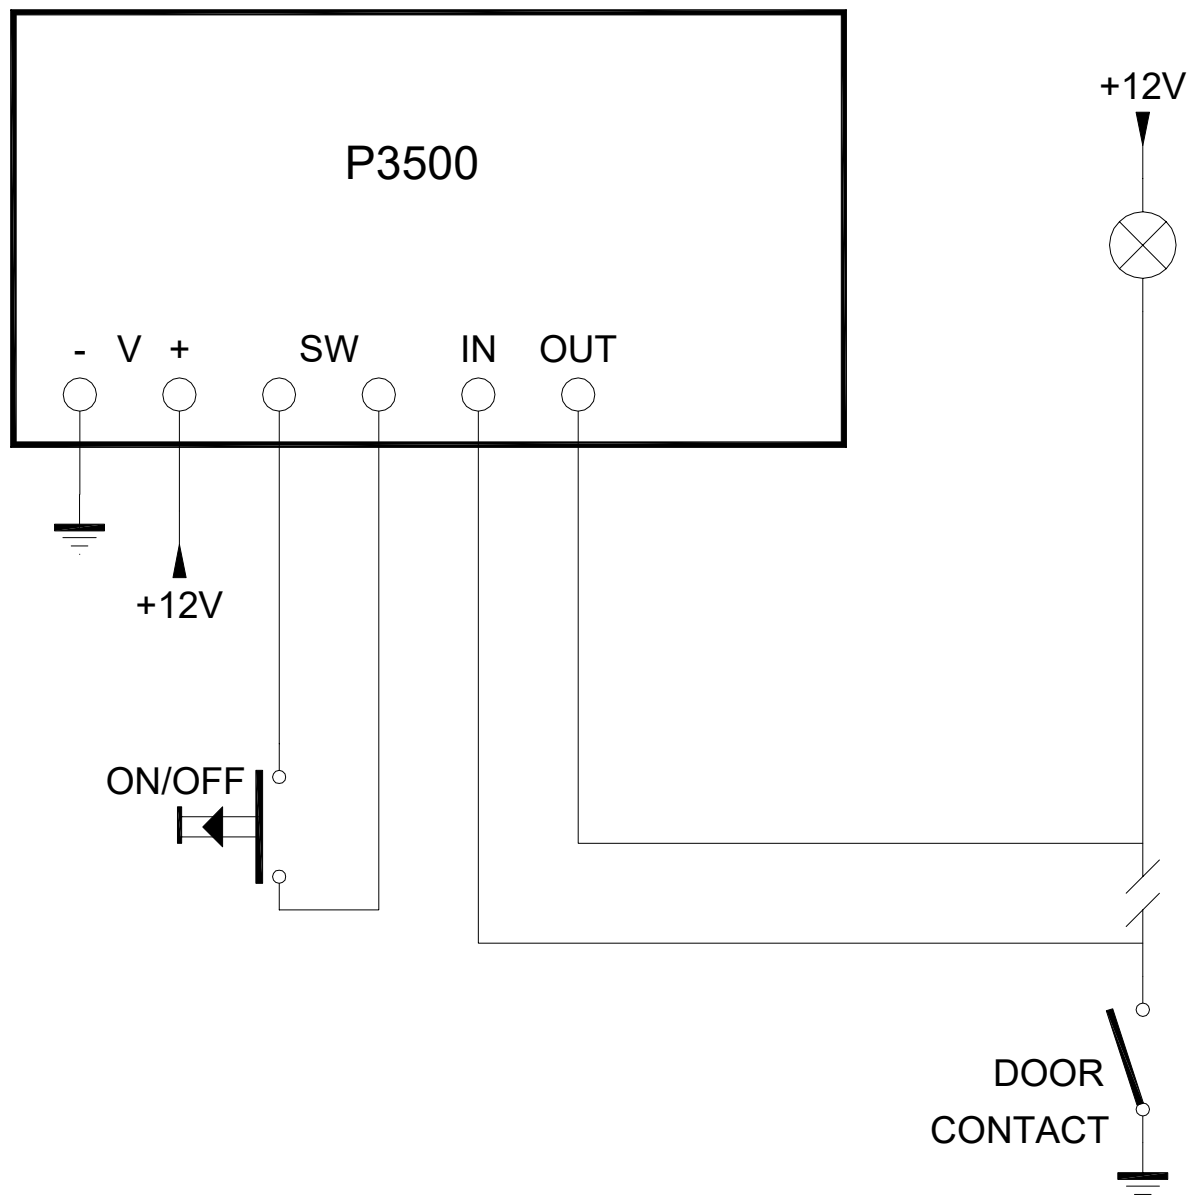 P3500
+12V
- V + SW IN OUT
+12V
ON/OFF
DOOR
CONTACT